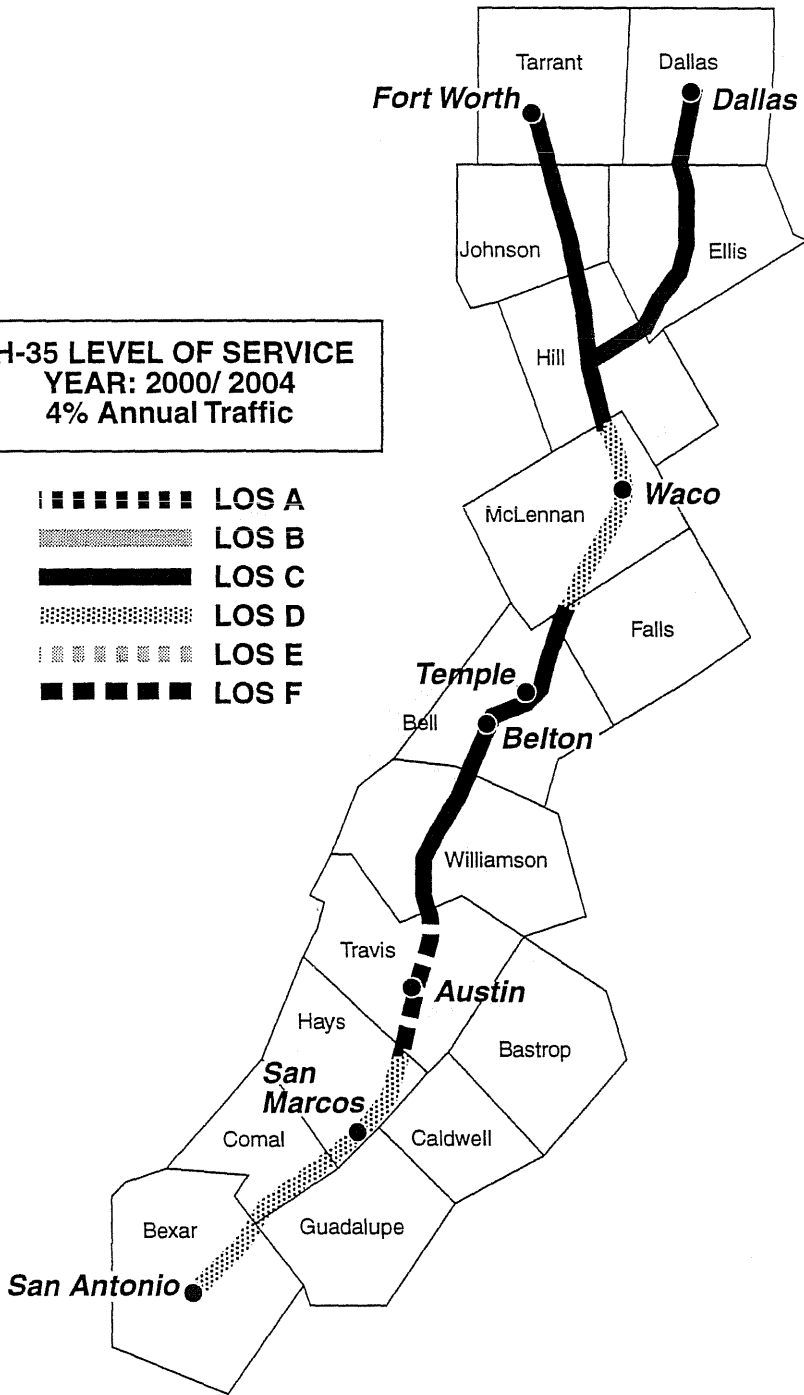 Tarrant
Dallas
Fort Worth
Dallas
Johnson
Ellis
H-35 LEVEL OF SERVICE
YEAR: 2000/ 2004
4% Annual Traffic
Hill
LOS A
LOS B
LOS C
LOS D
LOS E
LOS F
Waco
McLennan
Falls
Temple
Bell
Belton
Williamson
Travis
Austin
Hays
Bastrop
San
Marcos
Comal
Caldwell
Bexar
Guadalupe
San Antonio